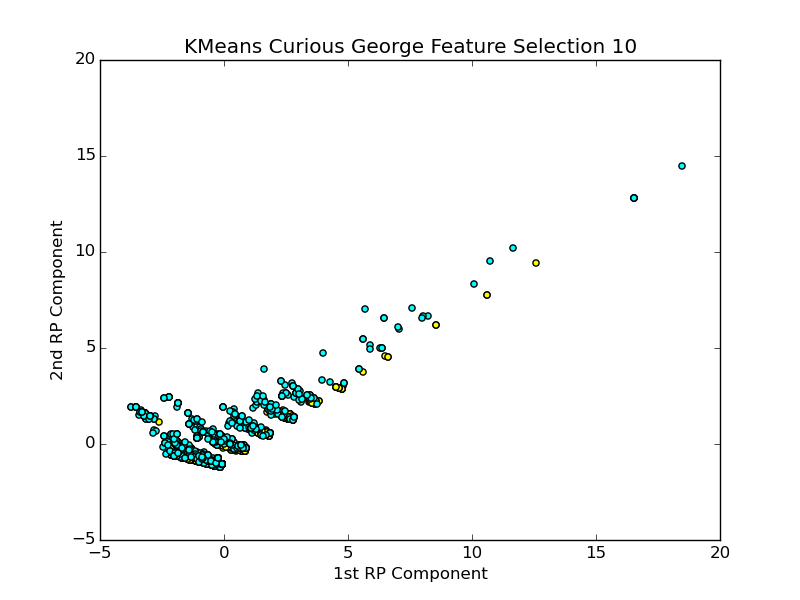 KMeans Curious George Feature Selection 10
20
15
10
5
0
−5
2nd RP Component
−5 0 5 10 15 20
1st RP Component